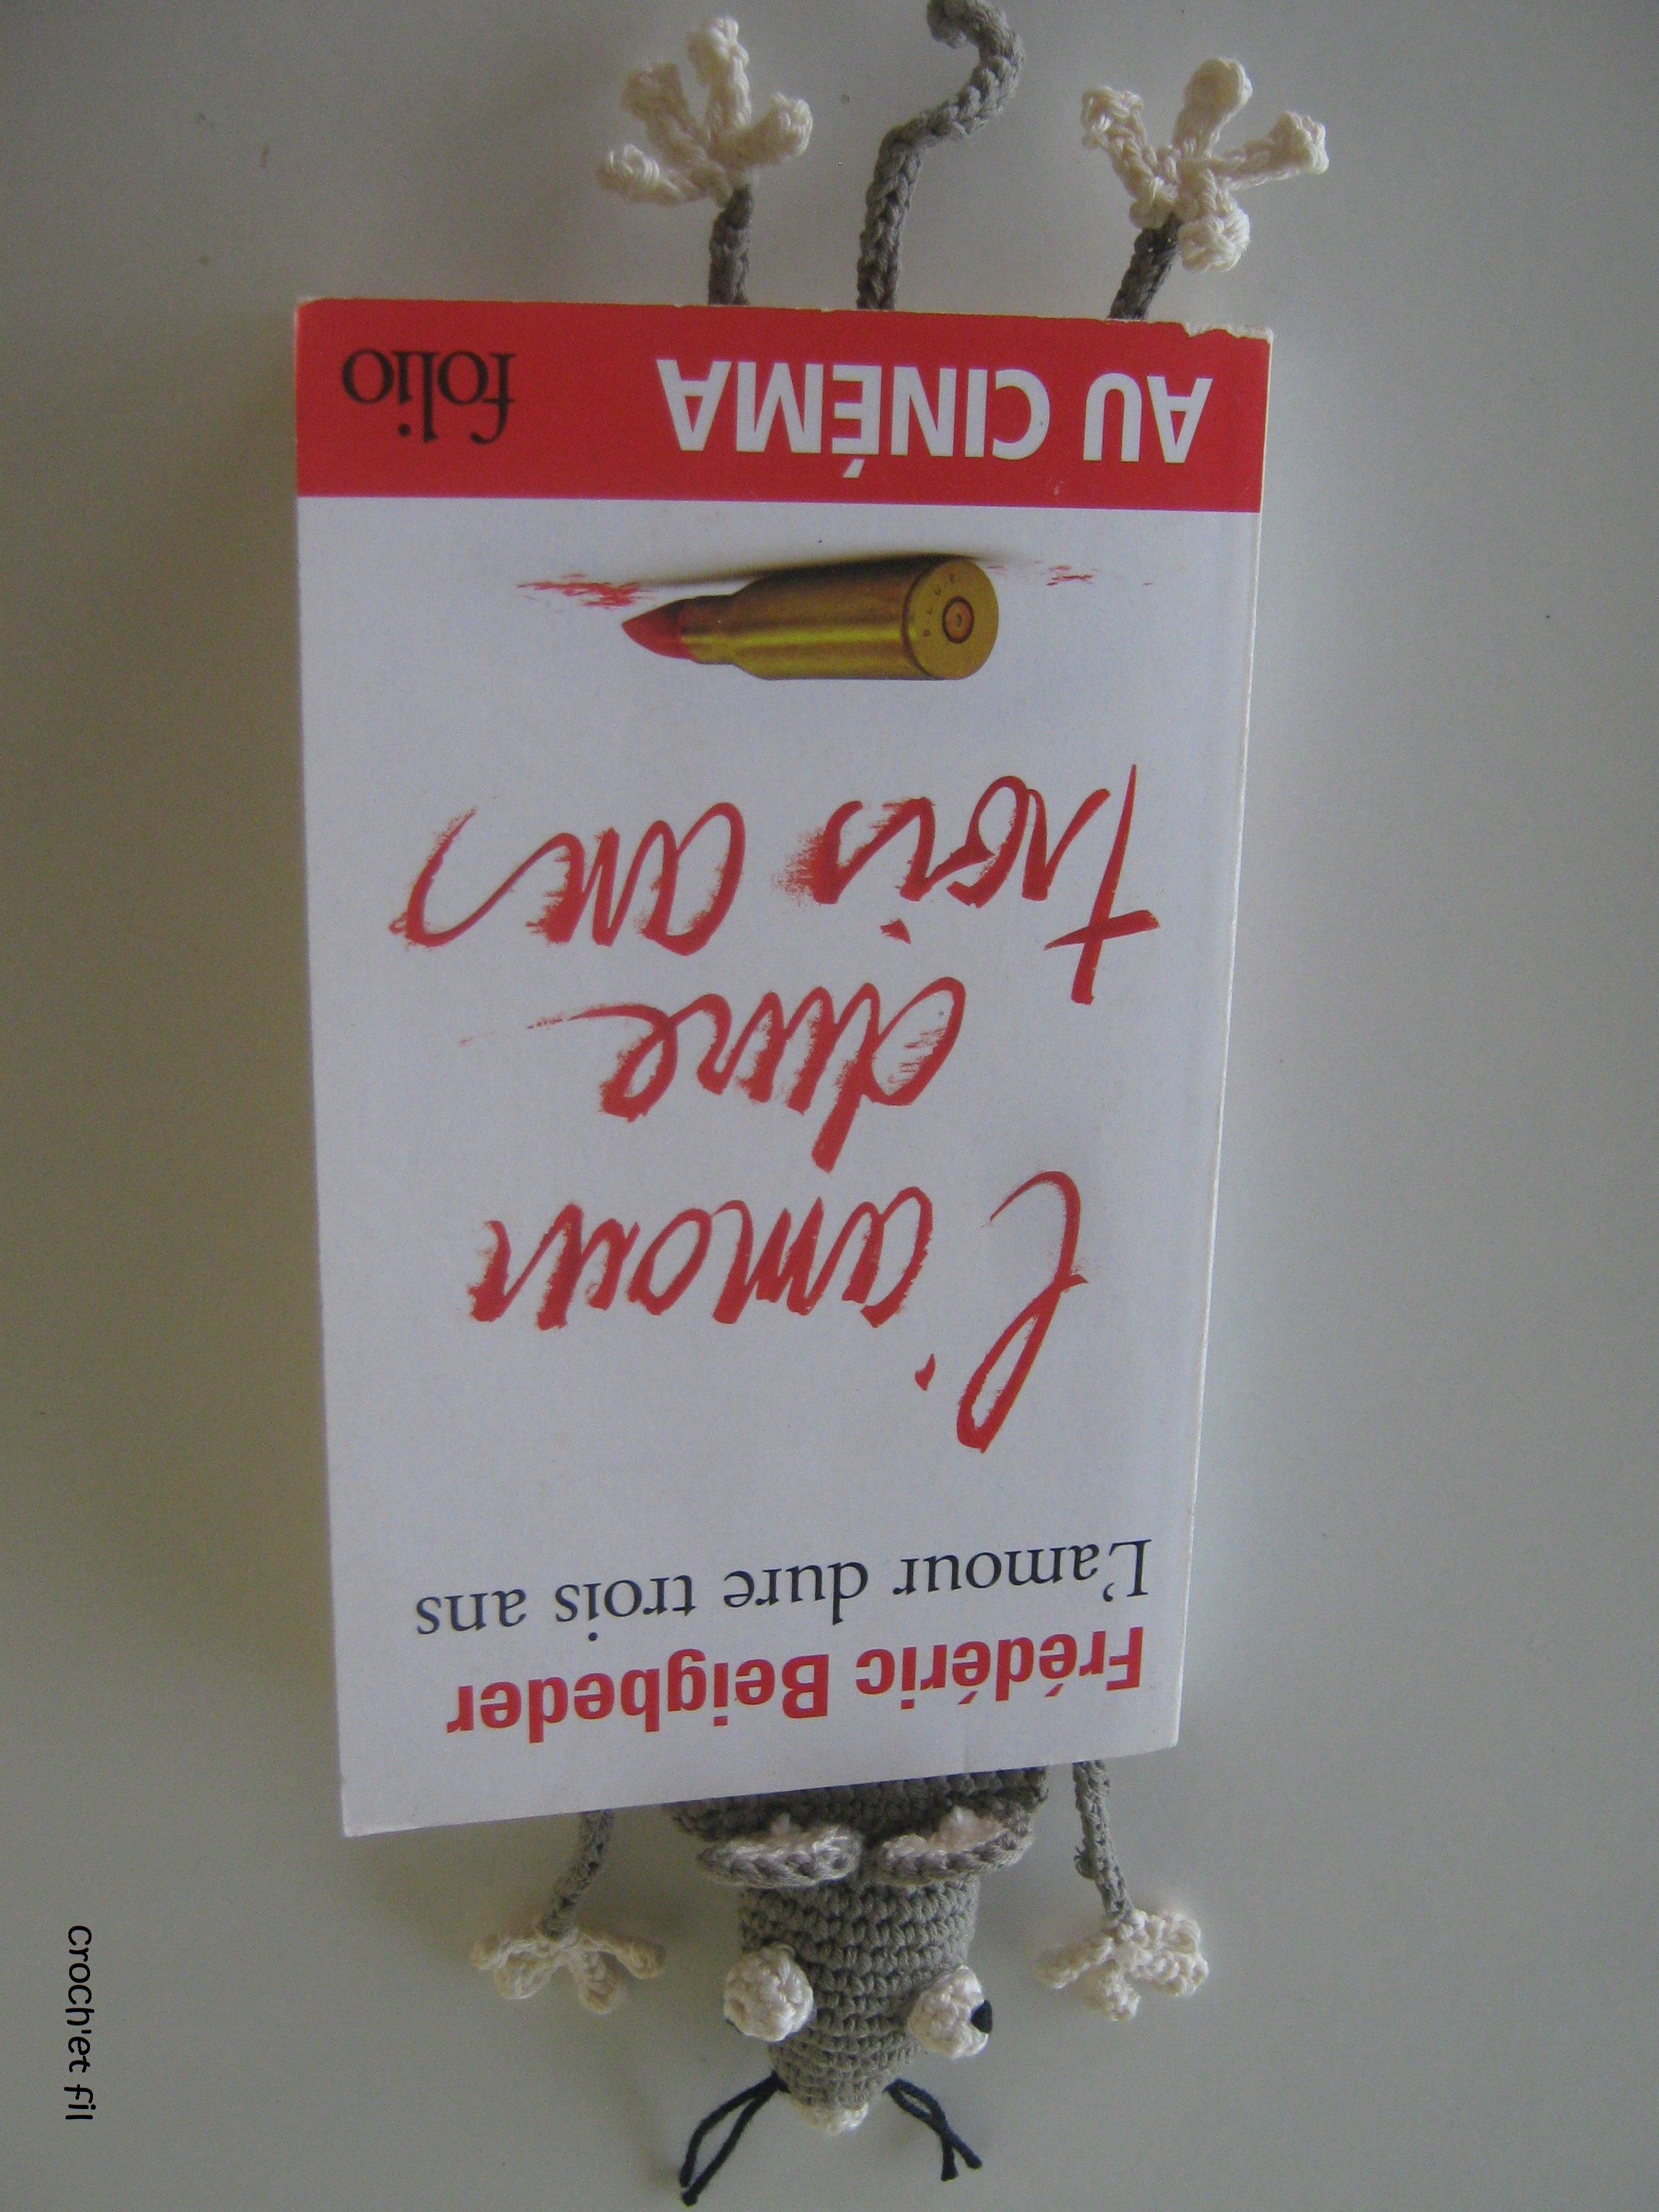 Frédéric Beigbeder
L'amour dure trois ans
l'amour
dure
trois ans
B.L.U.E.
AU CINÉMA folio
croch'et fil